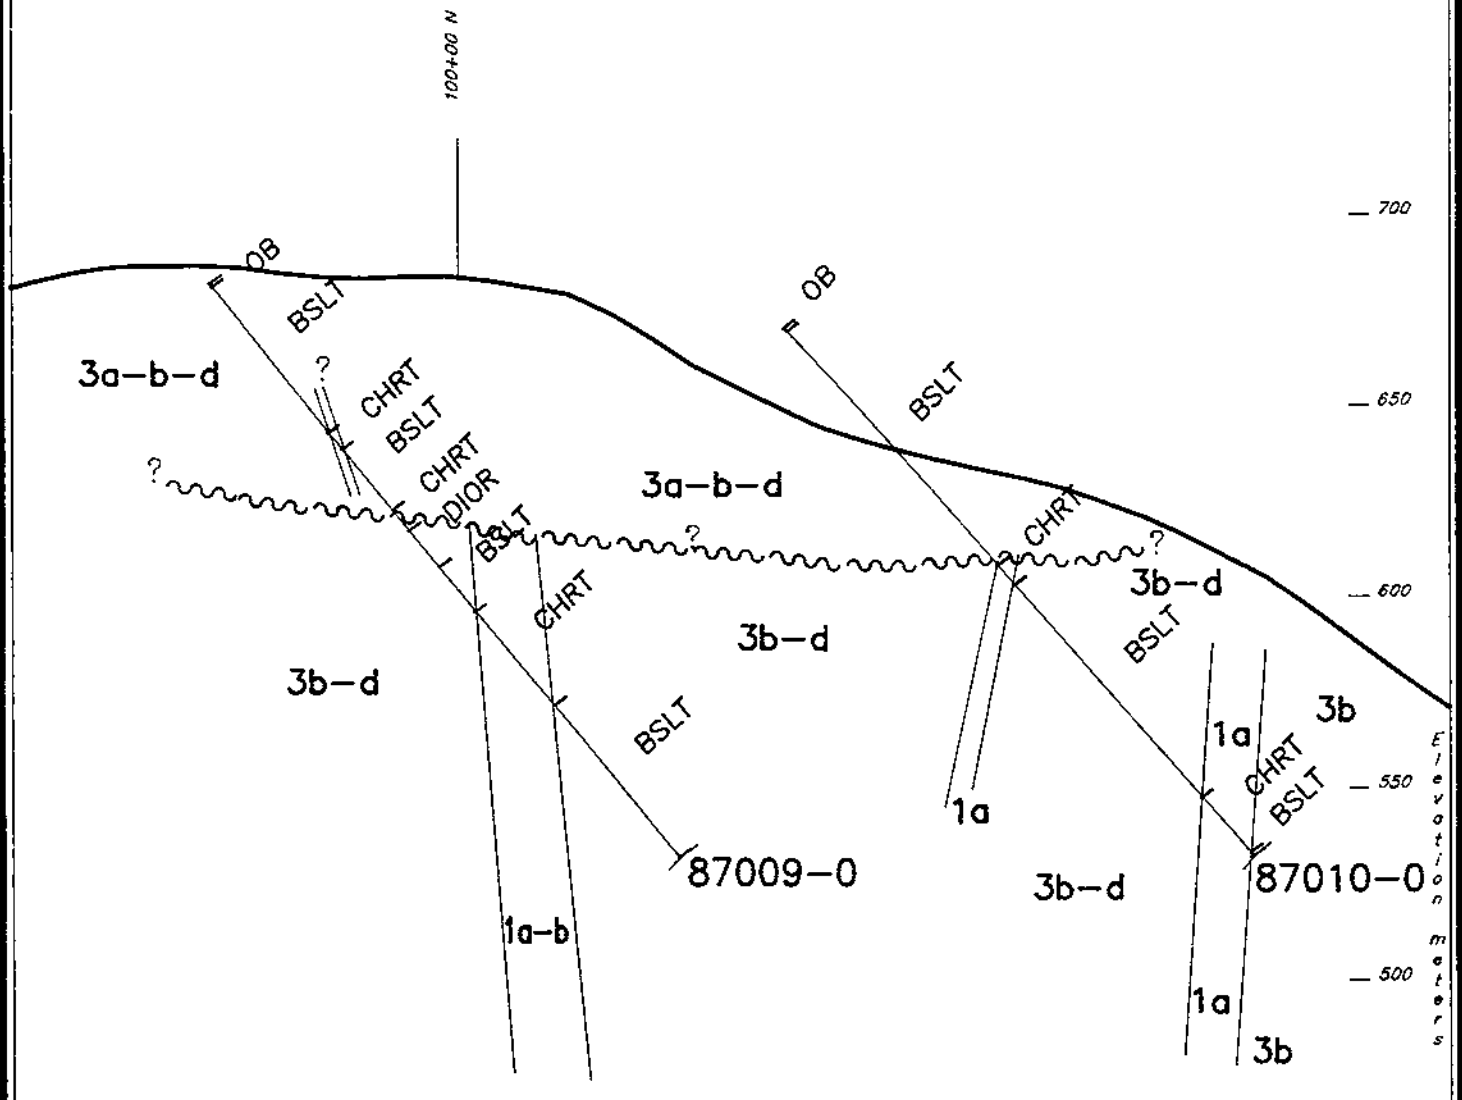 100+00 N
700
OB
OB
BSLT
3a-b-d
?
CHRT
BSLT
650
BSLT
CHRT
?
DIOR
3a-b-d
BSLT
?
CHRT
?
3b-d
600
CHRT
3b-d
BSLT
3b-d
BSLT
3b
1a
CHRT
BSLT
550
1a
87009-0
87010-0
3b-d
1a-b
500
1a
3b
Elevation meters